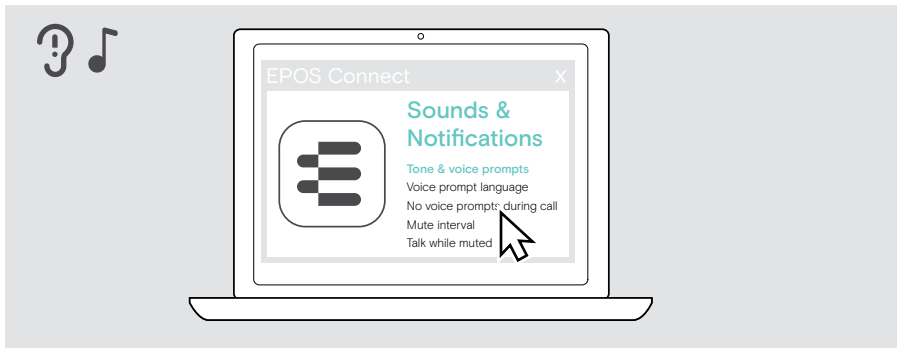 EPOS Connect x
Sounds &
Notifications
Tone & voice prompts
Voice prompt language
No voice prompts during call
Mute interval
Talk while muted